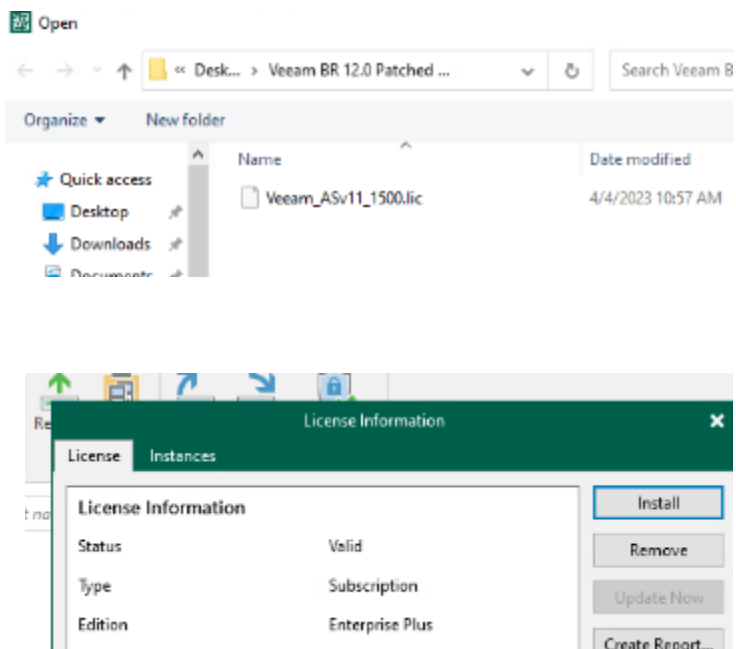 Open
« Desk... > Veeam BR 12.0 Patched ...
Search Veeam B
Organize
New folder
Name
Date modified
Quick access
Veeam_ASv11_1500.lic
4/4/2023 10:57 AM
Desktop
Downloads
Documents
Re
License Information
License
Instances
License Information
Install
Status
Valid
Remove
Type
Subscription
Update Now
Edition
Enterprise Plus
Create Report...